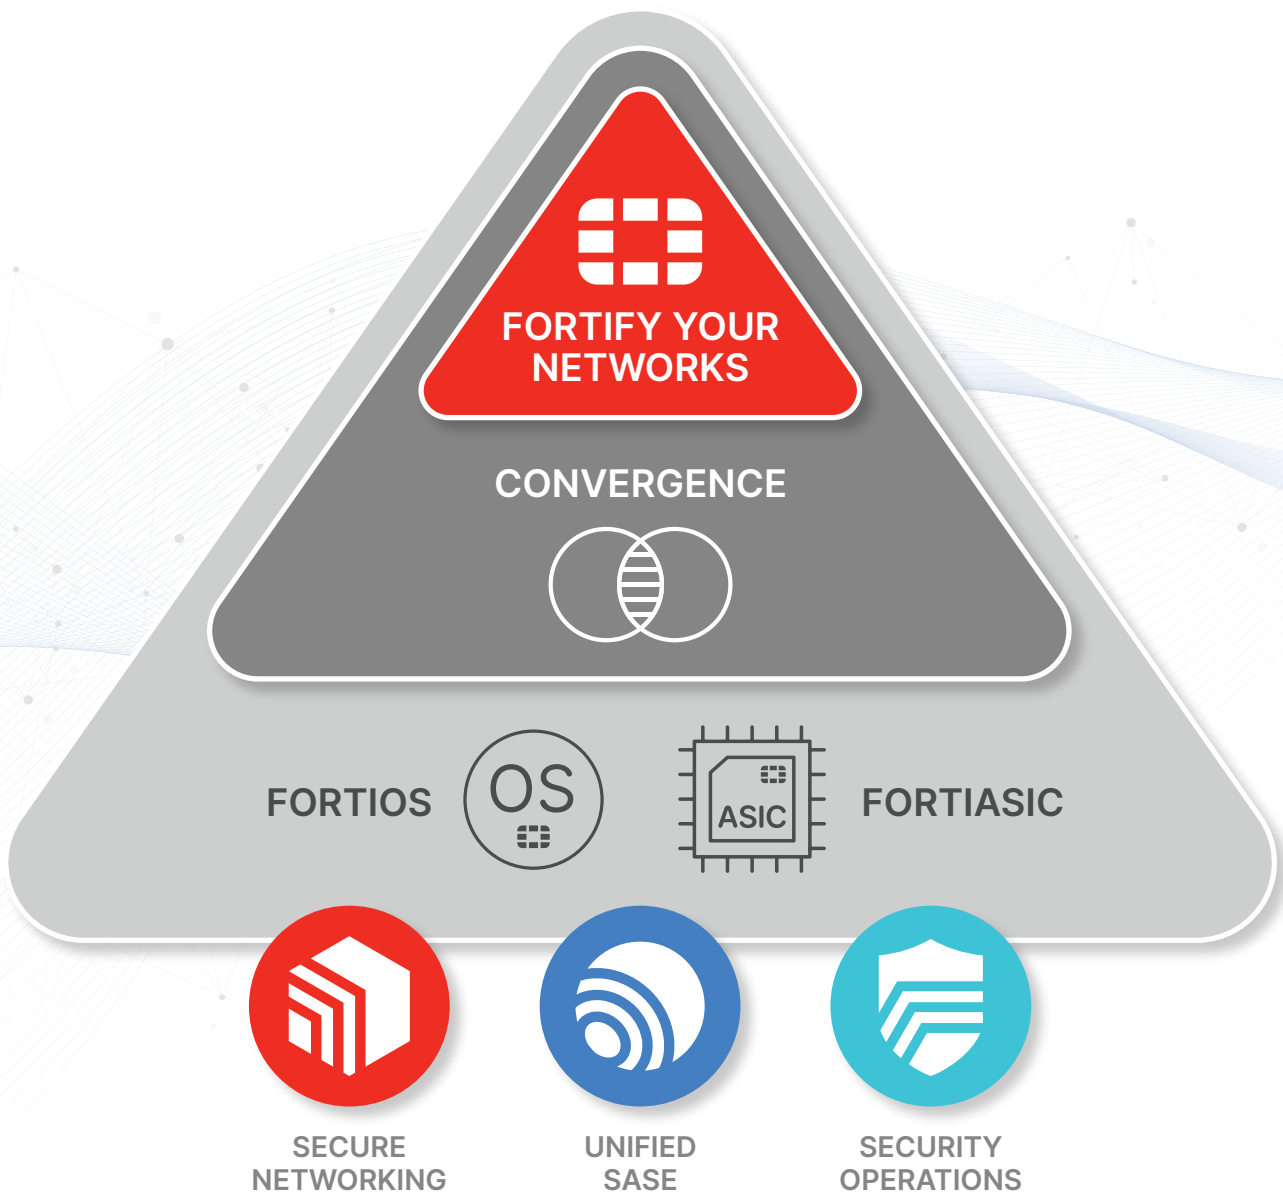 FORTIFY YOUR
NETWORKS
CONVERGENCE
FORTIOS
OS
ASIC
FORTIASIC
SECURE
NETWORKING
UNIFIED
SASE
SECURITY
OPERATIONS